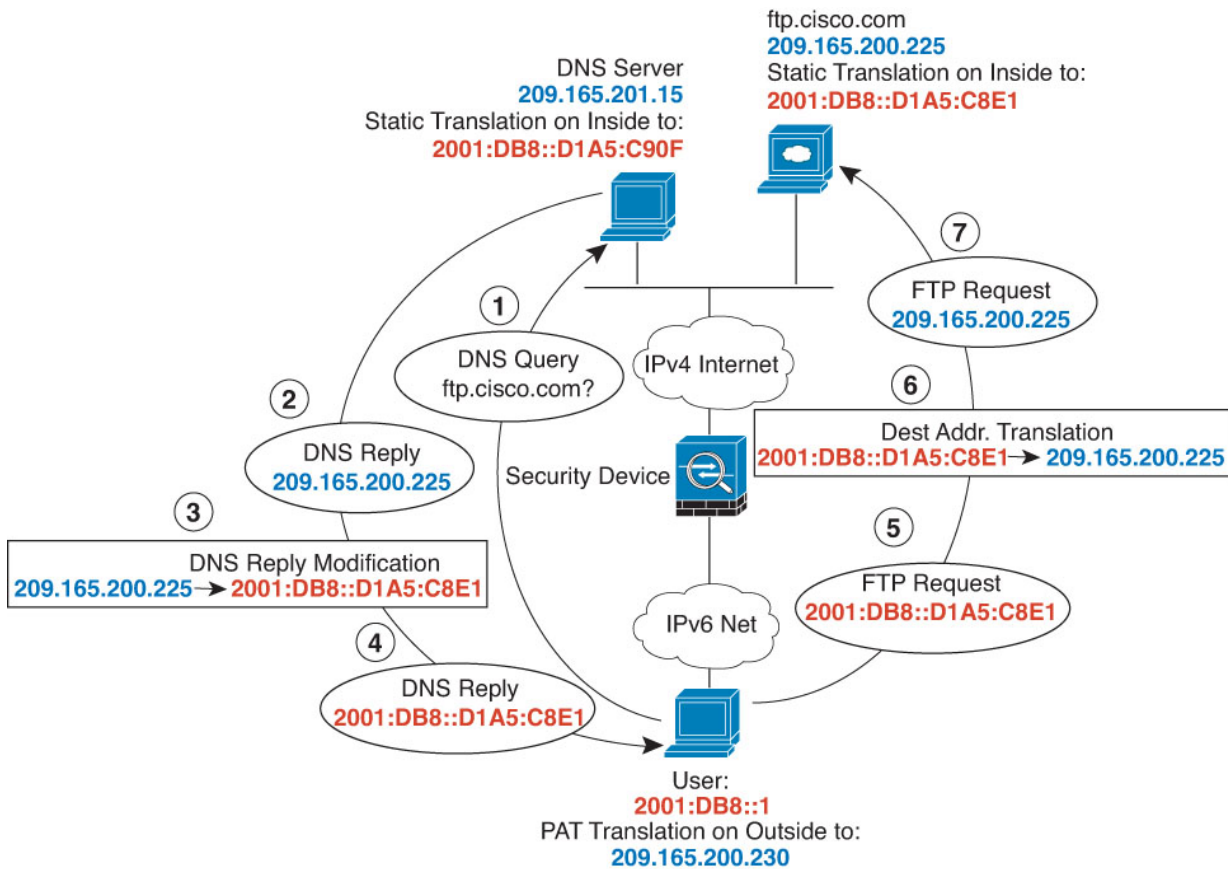 ftp.cisco.com
209.165.200.225
Static Translation on Inside to:
2001:DB8::D1A5:C8E1
DNS Server
209.165.201.15
Static Translation on Inside to:
2001:DB8::D1A5:C90F
7
FTP Request
209.165.200.225
1
DNS Query
ftp.cisco.com?
IPv4 Internet
2
DNS Reply
209.165.200.225
6
Dest Addr. Translation
2001:DB8::D1A5:C8E1 → 209.165.200.225
Security Device
3
DNS Reply Modification
209.165.200.225 → 2001:DB8::D1A5:C8E1
5
FTP Request
2001:DB8::D1A5:C8E1
IPv6 Net
4
DNS Reply
2001:DB8::D1A5:C8E1
User:
2001:DB8::1
PAT Translation on Outside to:
209.165.200.230